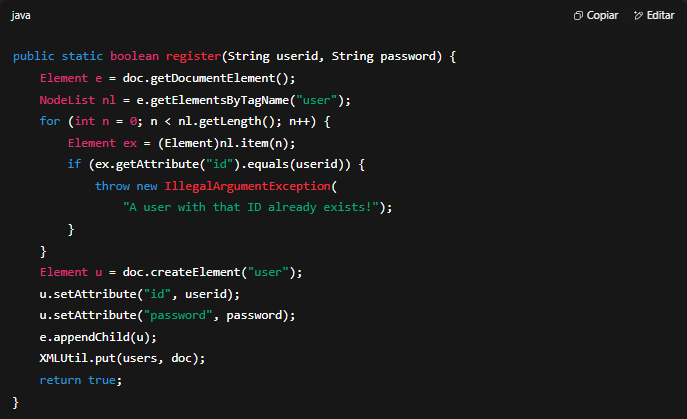 java
Copiar
Editar
public static boolean register(String userid, String password) {
Element e = doc.getDocumentElement();
NodeList nl = e.getElementsByTagName("user");
for (int n = 0; n < nl.getLength(); n++) {
Element ex = (Element)nl.item(n);
if (ex.getAttribute("id").equals(userid)) {
throw new IllegalArgumentException(
"A user with that ID already exists!");
}
}
Element u = doc.createElement("user");
u.setAttribute("id", userid);
u.setAttribute("password", password);
e.appendChild(u);
XMLUtil.put(users, doc);
return true;
}